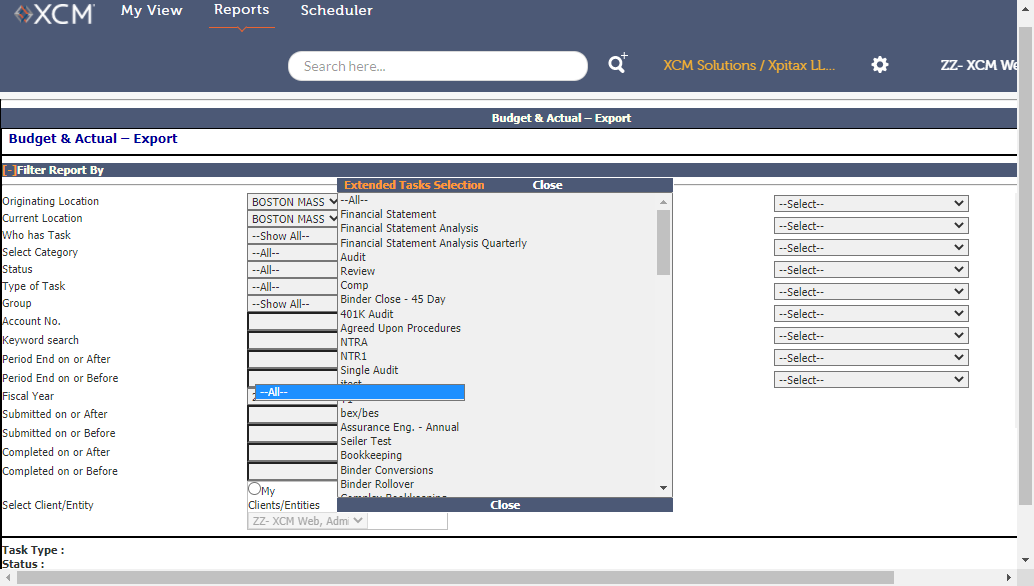 XCM
My View
Reports
Scheduler
Search here...
XCM Solutions / Xpitax LL...
ZZ- XCM We
Budget & Actual – Export
Budget & Actual – Export
[-]Filter Report By
Extended Tasks Selection
Close
Originating Location
BOSTON MASS
Current Location
BOSTON MASS
Who has Task
--Show All--
Select Category
--All--
Status
--All--
Type of Task
--All--
Group
--Show All--
Account No.
Keyword search
Period End on or After
Period End on or Before
Fiscal Year
Submitted on or After
Submitted on or Before
Completed on or After
Completed on or Before
Select Client/Entity
My
Clients/Entities
ZZ- XCM Web, Admi
--All--
Financial Statement
Financial Statement Analysis
Financial Statement Analysis Quarterly
Audit
Review
Comp
Binder Close - 45 Day
401K Audit
Agreed Upon Procedures
NTRA
NTR1
Single Audit
itest
--All--
bex/bes
Assurance Eng. - Annual
Seiler Test
Bookkeeping
Binder Conversions
Binder Rollover
Complex Bookkeeping
Close
--Select--
--Select--
--Select--
--Select--
--Select--
--Select--
--Select--
--Select--
--Select--
Task Type :
Status :